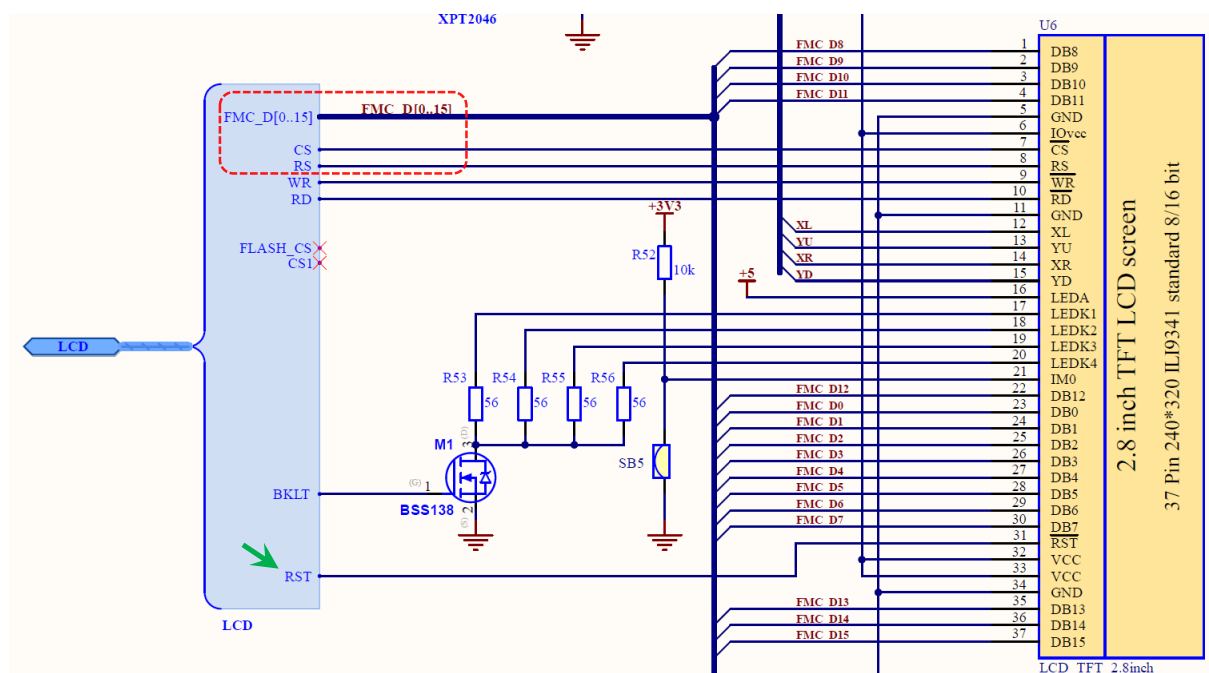 XPT2046
U6
FMC_D[0..15]
FMC_D[0..15]
CS
RS
WR
RD
FLASH_CS
CS1
LCD
BKLT
RST
LCD
+3V3
R52
10k
R53
56
R54
56
R55
56
R56
56
M1
(D)
3
(G)
1
2
(S)
BSS138
SB5
+5
XL
YU
XR
YD
FMC_D8
1
DB8
FMC_D9
2
DB9
FMC_D10
3
DB10
FMC_D11
4
DB11
5
GND
6
IOvcc
7
CS
8
RS
9
WR
10
RD
11
GND
12
XL
13
YU
14
XR
15
YD
16
LEDA
17
LEDK1
18
LEDK2
19
LEDK3
20
LEDK4
21
IM0
FMC_D12
22
DB12
FMC_D0
23
DB0
FMC_D1
24
DB1
FMC_D2
25
DB2
FMC_D3
26
DB3
FMC_D4
27
DB4
FMC_D5
28
DB5
FMC_D6
29
DB6
FMC_D7
30
DB7
31
RST
32
VCC
33
VCC
34
GND
FMC_D13
35
DB13
FMC_D14
36
DB14
FMC_D15
37
DB15
2.8 inch TFT LCD screen
37 Pin 240*320 ILI9341 standard 8/16 bit
LCD_TFT_2.8inch